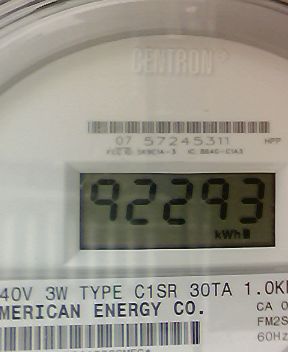 CENTRON
07 57245311
HPP
92293
kWh
40V 3W TYPE C1SR 30TA 1.0K
MERICAN ENERGY CO.
CA 0
FM2S
60Hz